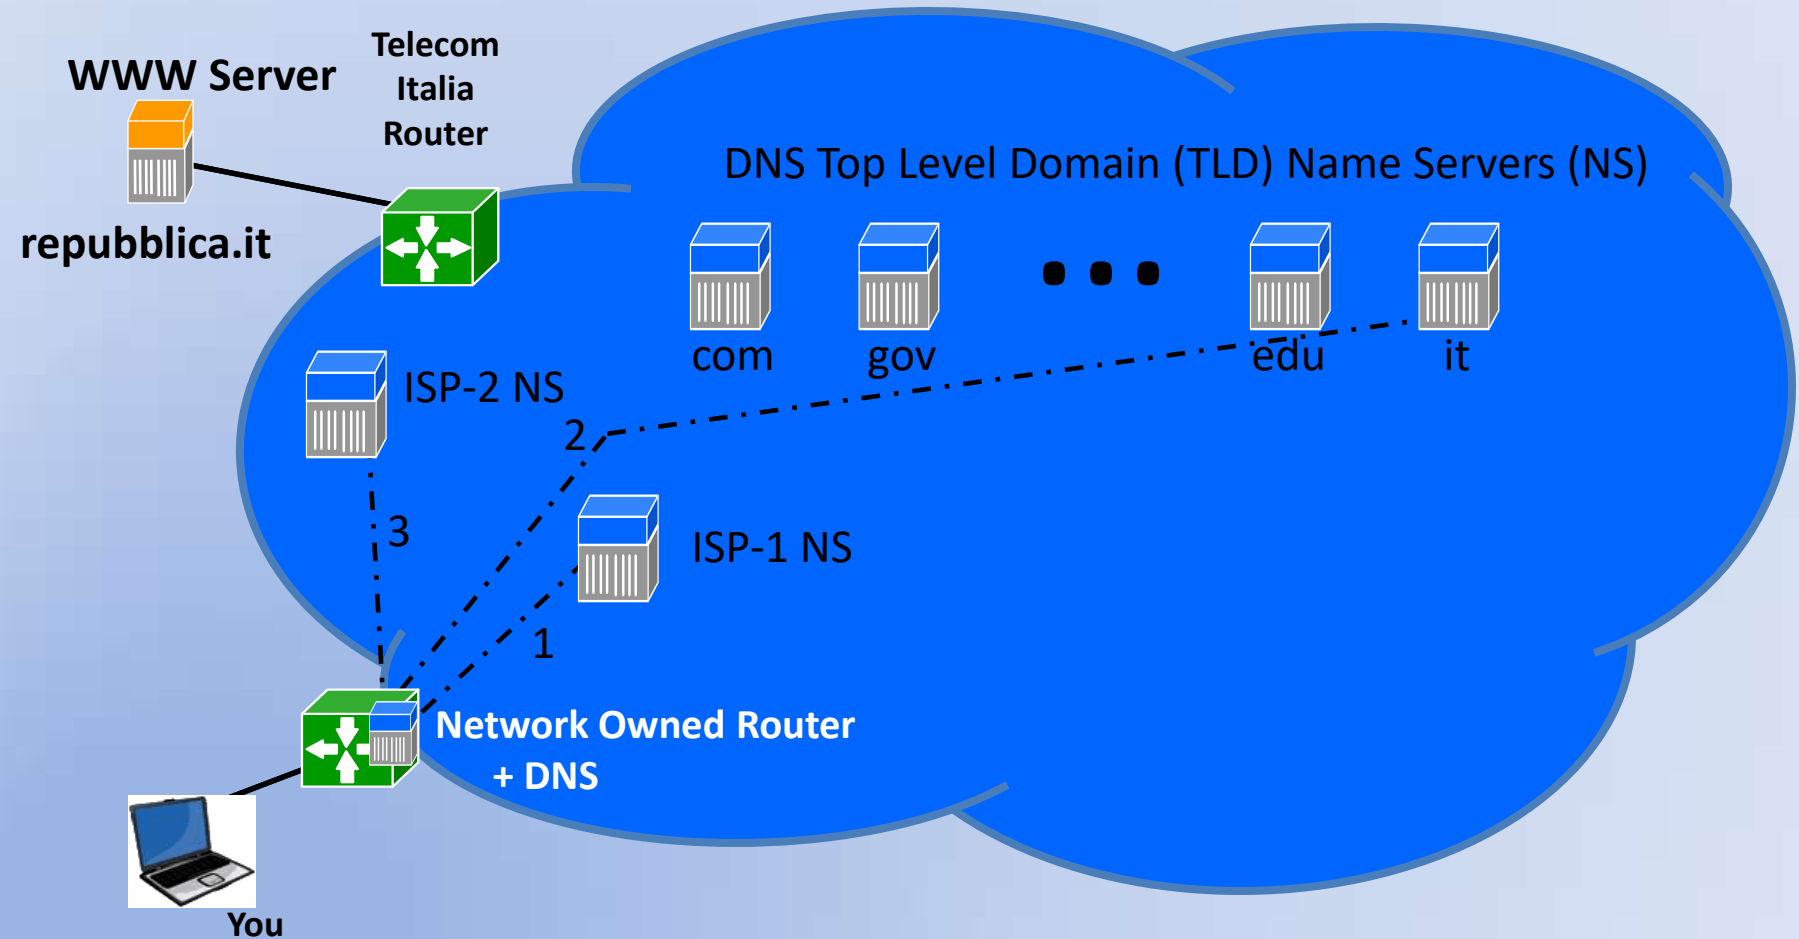 Telecom
Italia
Router
WWW Server
repubblica.it
DNS Top Level Domain (TLD) Name Servers (NS)
com
gov
edu
it
ISP-2 NS
2
3
ISP-1 NS
1
Network Owned Router
+ DNS
You